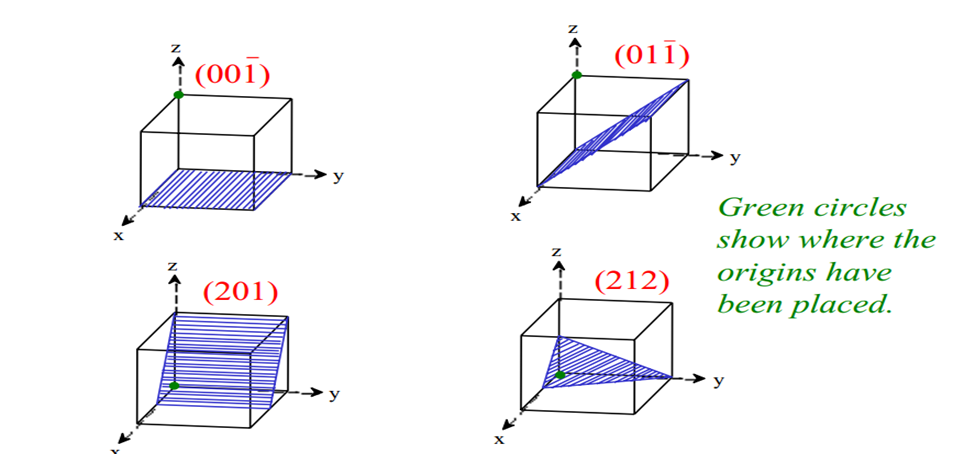 z
(001̄)
y
x
z
(011̄)
y
x
Green circles
show where the
origins have
been placed.
z
(201)
y
x
z
(212)
y
x